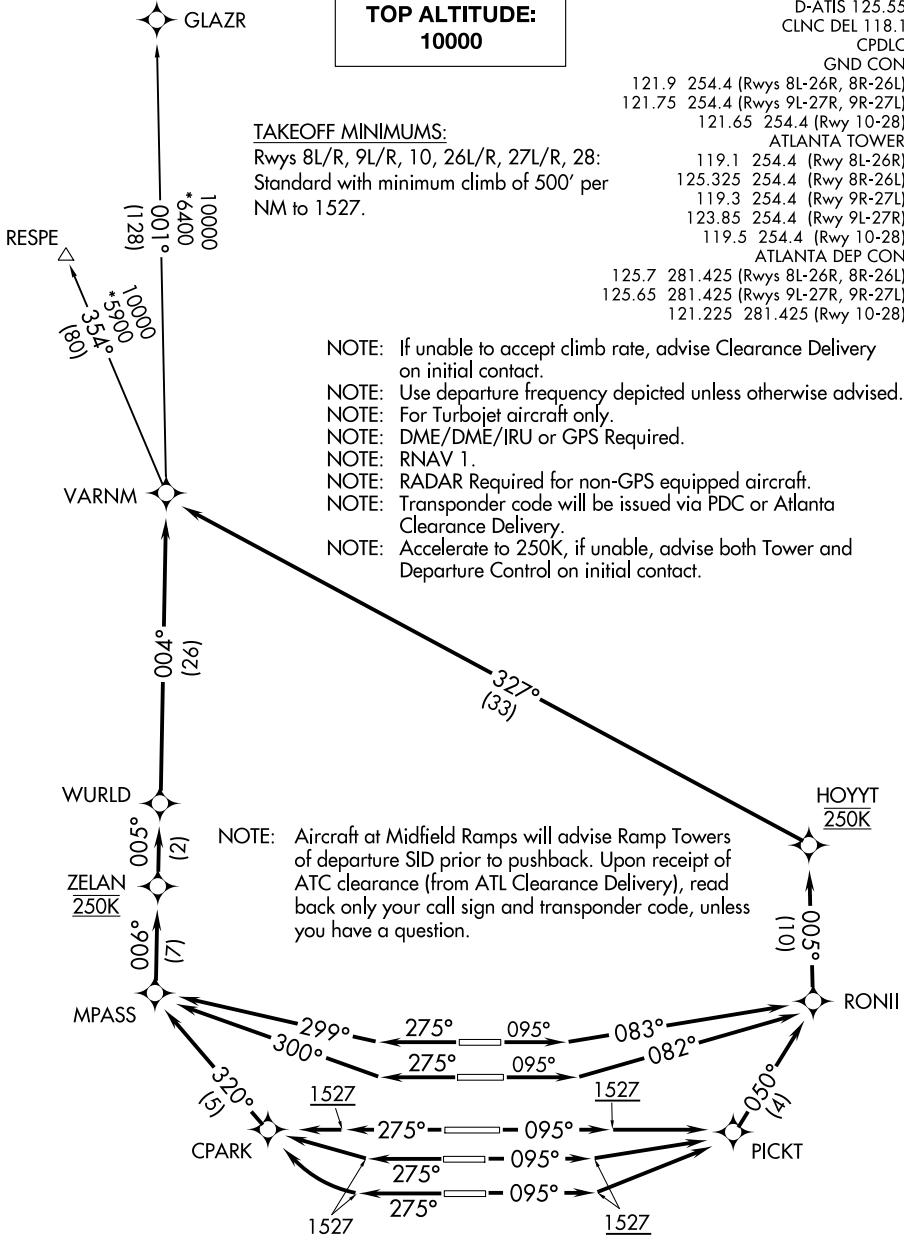 GLAZR
TOP ALTITUDE:
10000
D-ATIS 125.55
CLNC DEL 118.1
CPDLC
GND CON
121.9 254.4 (Rwys 8L-26R, 8R-26L)
121.75 254.4 (Rwys 9L-27R, 9R-27L)
121.65 254.4 (Rwy 10-28)
ATLANTA TOWER
119.1 254.4 (Rwy 8L-26R)
125.325 254.4 (Rwy 8R-26L)
119.3 254.4 (Rwy 9R-27L)
123.85 254.4 (Rwy 9L-27R)
119.5 254.4 (Rwy 10-28)
ATLANTA DEP CON
125.7 281.425 (Rwys 8L-26R, 8R-26L)
125.65 281.425 (Rwys 9L-27R, 9R-27L)
121.225 281.425 (Rwy 10-28)
TAKEOFF MINIMUMS:
Rwys 8L/R, 9L/R, 10, 26L/R, 27L/R, 28:
Standard with minimum climb of 500' per
NM to 1527.
10000
*6400
001°
(128)
RESPE
10000
*5900
354°
(80)
NOTE: If unable to accept climb rate, advise Clearance Delivery
on initial contact.
NOTE: Use departure frequency depicted unless otherwise advised.
NOTE: For Turbojet aircraft only.
NOTE: DME/DME/IRU or GPS Required.
NOTE: RNAV 1.
NOTE: RADAR Required for non-GPS equipped aircraft.
NOTE: Transponder code will be issued via PDC or Atlanta
Clearance Delivery.
NOTE: Accelerate to 250K, if unable, advise both Tower and
Departure Control on initial contact.
VARNM
004°
(26)
327°
(33)
WURLD
HOYYT
250K
005°
(2)
NOTE: Aircraft at Midfield Ramps will advise Ramp Towers
of departure SID prior to pushback. Upon receipt of
ATC clearance (from ATL Clearance Delivery), read
back only your call sign and transponder code, unless
you have a question.
ZELAN
250K
006°
(7)
005°
(10)
MPASS
RONII
299°
275°
095°
083°
300°
275°
095°
082°
320°
(5)
050°
(4)
1527
1527
CPARK
275°
095°
PICKT
275°
095°
275°
095°
1527
1527